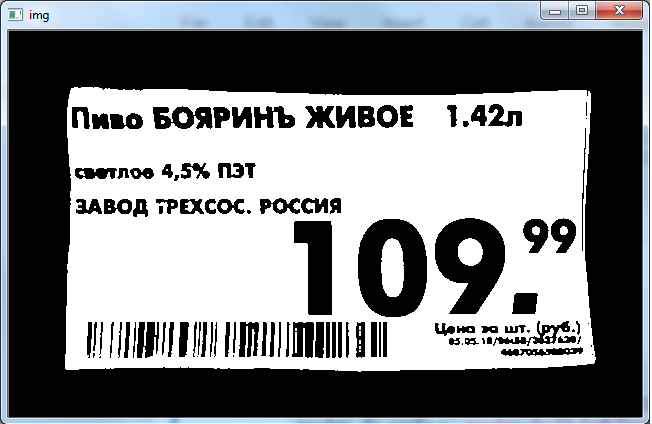 img
Пиво БОЯРИНЪ ЖИВОЕ 1.42л
светлое 4,5% ПЭТ
ЗАВОД ТРЕХСОС. РОССИЯ
109.99
Цена за шт. (руб.)